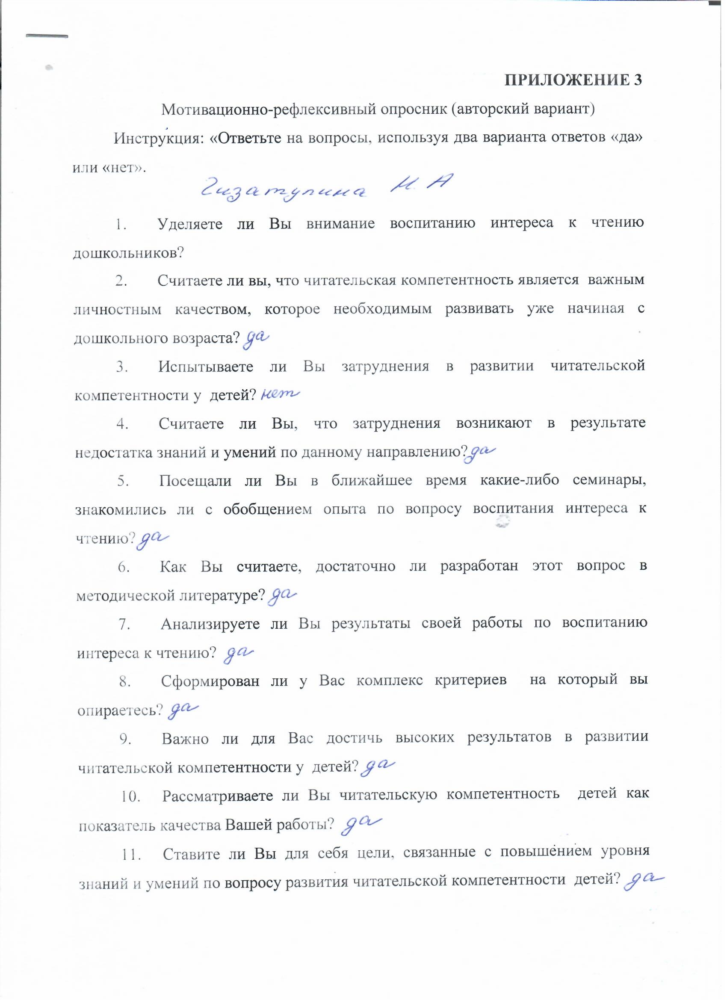 ПРИЛОЖЕНИЕ 3
Мотивационно-рефлексивный опросник (авторский вариант)
Инструкция: «Ответьте на вопросы, используя два варианта ответов «да»
или «нет».
Гизатулина И. А
1. Уделяете ли Вы внимание воспитанию интереса к чтению
дошкольников?
2. Считаете ли вы, что читательская компетентность является важным
личностным качеством, которое необходимым развивать уже начиная с
дошкольного возраста? да
3. Испытываете ли Вы затруднения в развитии читательской
компетентности у детей? нет
4. Считаете ли Вы, что затруднения возникают в результате
недостатка знаний и умений по данному направлению? да
5. Посещали ли Вы в ближайшее время какие-либо семинары,
знакомились ли с обобщением опыта по вопросу воспитания интереса к
чтению? да
6. Как Вы считаете, достаточно ли разработан этот вопрос в
методической литературе? да
7. Анализируете ли Вы результаты своей работы по воспитанию
интереса к чтению? да
8. Сформирован ли у Вас комплекс критериев на который вы
опираетесь? да
9. Важно ли для Вас достичь высоких результатов в развитии
читательской компетентности у детей? да
10. Рассматриваете ли Вы читательскую компетентность детей как
показатель качества Вашей работы? да
11. Ставите ли Вы для себя цели, связанные с повышением уровня
знаний и умений по вопросу развития читательской компетентности детей? да